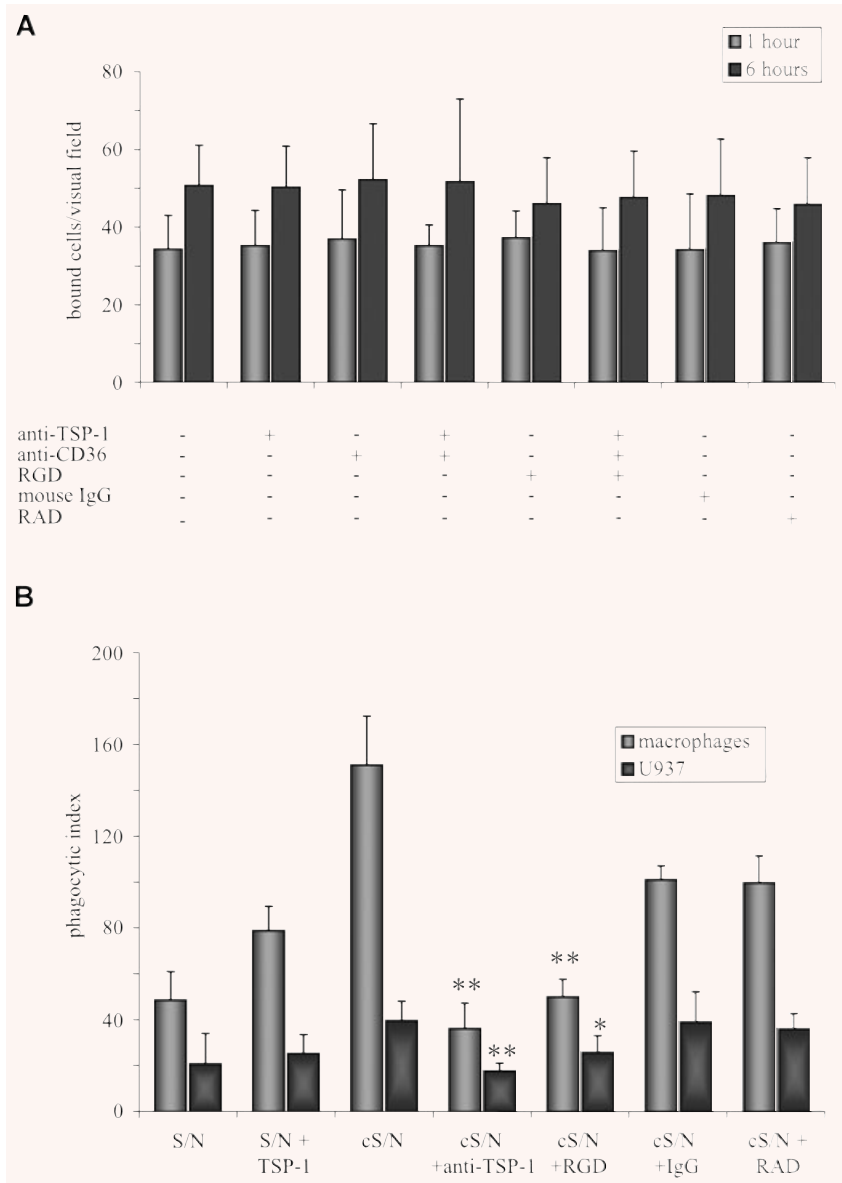 A
1 hour
6 hours
80
60
40
20
0
bound cells/visual field
anti-TSP-1 - + - + - + - -
anti-CD36 - - + + - + - -
RGD - - - - + + - -
mouse IgG - - - - - - + -
RAD - - - - - - - +
B
200
160
120
80
40
0
phagocytic index
macrophages
U937
** ** ** *
S/N S/N + cS/N cS/N cS/N cS/N cS/N +
TSP-1 +anti-TSP-1 +RGD +IgG RAD